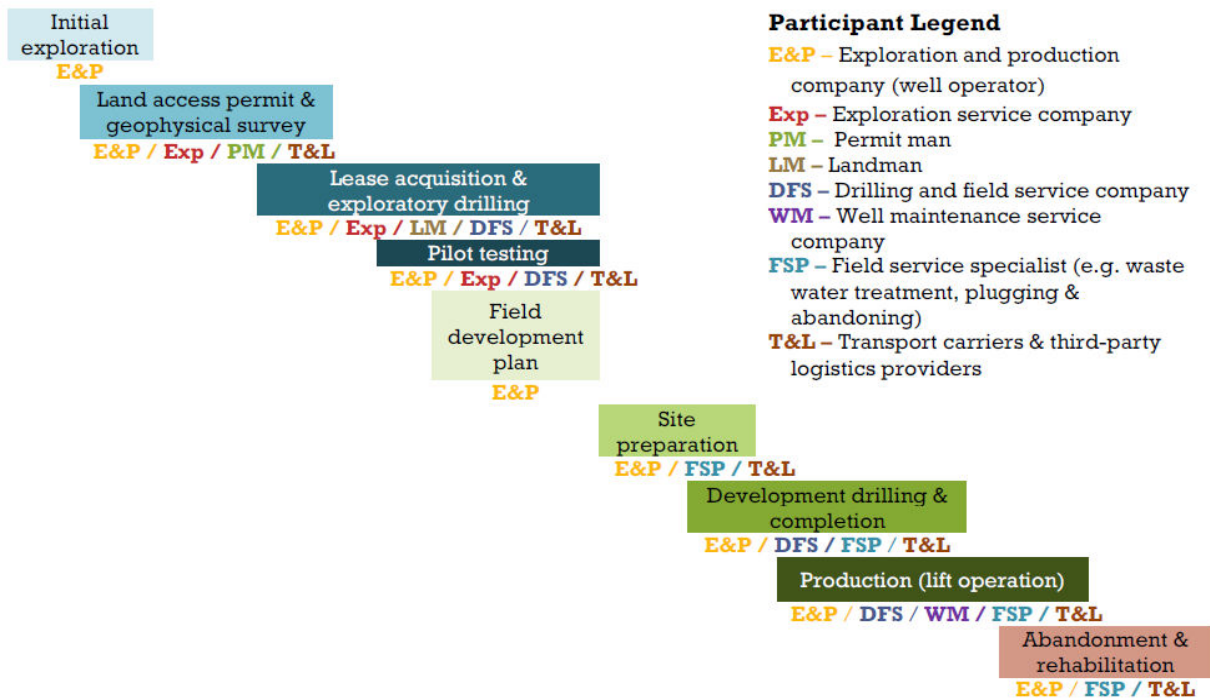 Initial
exploration
E&P
Land access permit &
geophysical survey
E&P / Exp / PM / T&L
Lease acquisition &
exploratory drilling
E&P / Exp / LM / DFS / T&L
Pilot testing
E&P / Exp / DFS / T&L
Field
development
plan
E&P
Site
preparation
E&P / FSP / T&L
Development drilling &
completion
E&P / DFS / FSP / T&L
Production (lift operation)
E&P / DFS / WM / FSP / T&L
Abandonment &
rehabilitation
E&P / FSP / T&L
Participant Legend
E&P – Exploration and production
company (well operator)
Exp – Exploration service company
PM – Permit man
LM – Landman
DFS – Drilling and field service company
WM – Well maintenance service
company
FSP – Field service specialist (e.g. waste
water treatment, plugging &
abandoning)
T&L – Transport carriers & third-party
logistics providers